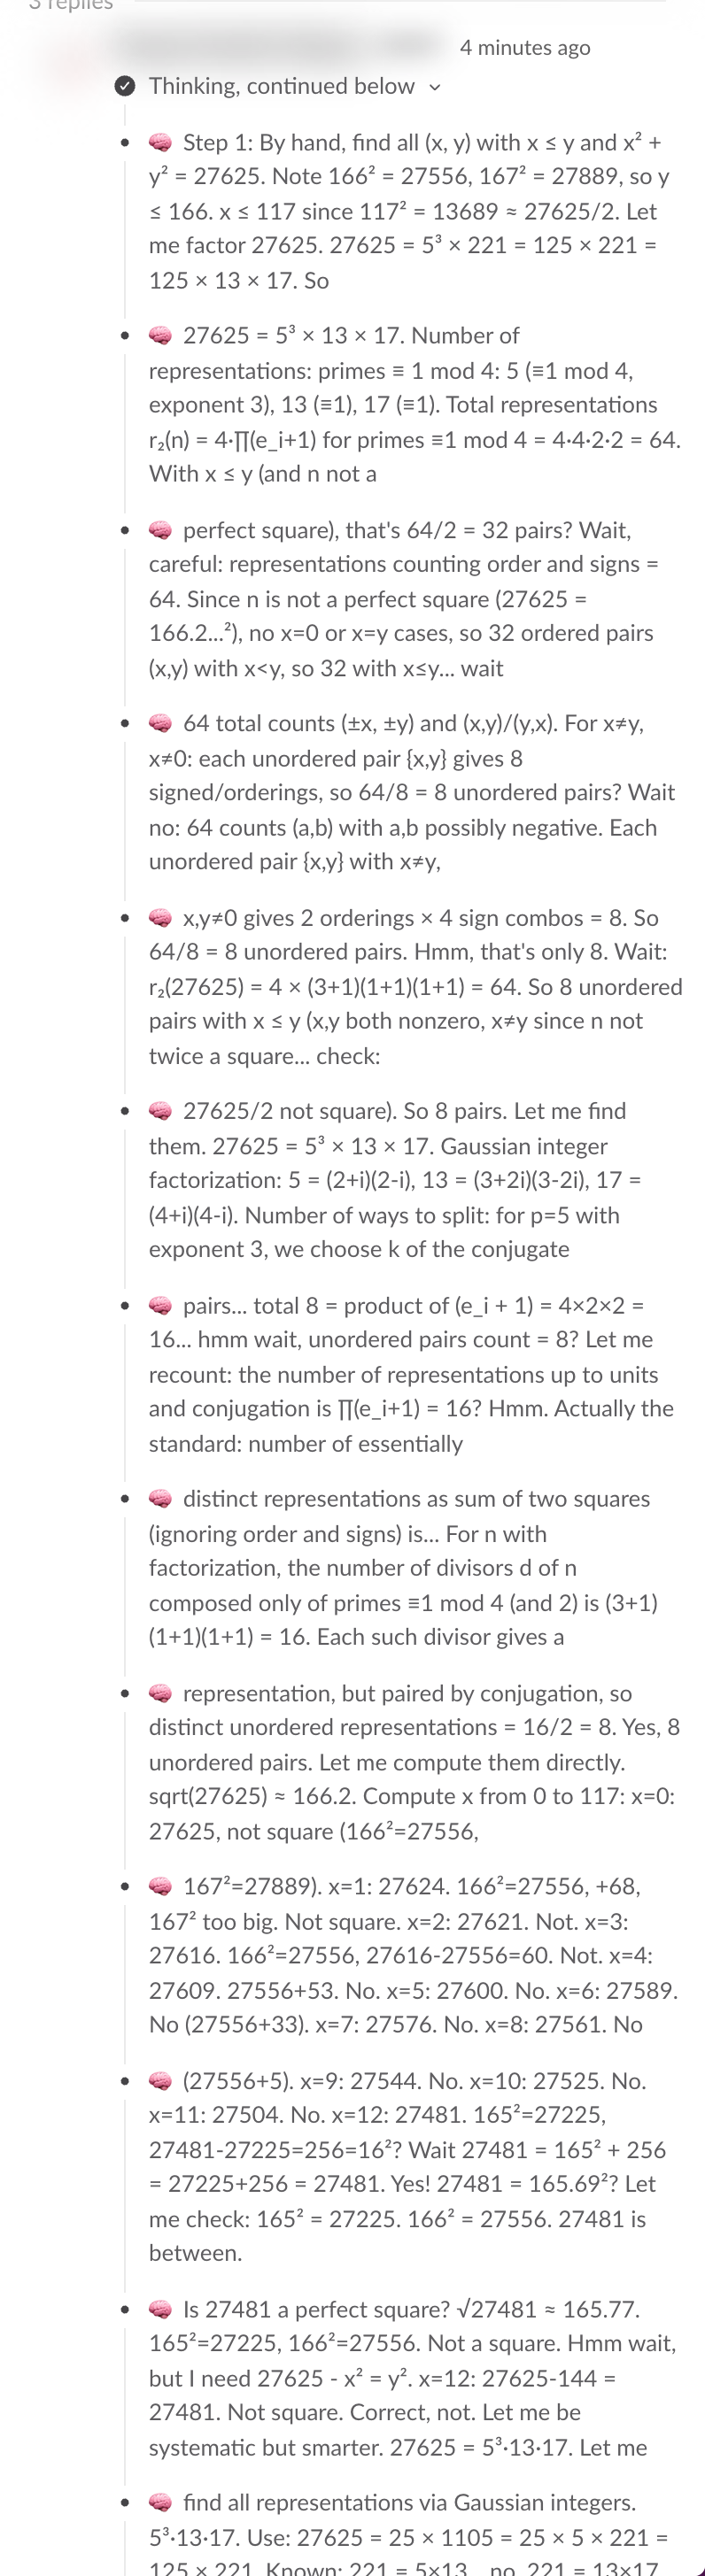 3 replies
4 minutes ago
Thinking, continued below
Step 1: By hand, find all (x, y) with x ≤ y and x² +
y² = 27625. Note 166² = 27556, 167² = 27889, so y
≤ 166. x ≤ 117 since 117² = 13689 ≈ 27625/2. Let
me factor 27625. 27625 = 5³ × 221 = 125 × 221 =
125 × 13 × 17. So
27625 = 5³ × 13 × 17. Number of
representations: primes ≡ 1 mod 4: 5 (≡1 mod 4,
exponent 3), 13 (≡1), 17 (≡1). Total representations
r₂(n) = 4·∏(e_i+1) for primes ≡1 mod 4 = 4·4·2·2 = 64.
With x ≤ y (and n not a
perfect square), that's 64/2 = 32 pairs? Wait,
careful: representations counting order and signs =
64. Since n is not a perfect square (27625 =
166.2...²), no x=0 or x=y cases, so 32 ordered pairs
(x,y) with x<y, so 32 with x≤y... wait
64 total counts (±x, ±y) and (x,y)/(y,x). For x≠y,
x≠0: each unordered pair {x,y} gives 8
signed/orderings, so 64/8 = 8 unordered pairs? Wait
no: 64 counts (a,b) with a,b possibly negative. Each
unordered pair {x,y} with x≠y,
x,y≠0 gives 2 orderings × 4 sign combos = 8. So
64/8 = 8 unordered pairs. Hmm, that's only 8. Wait:
r₂(27625) = 4 × (3+1)(1+1)(1+1) = 64. So 8 unordered
pairs with x ≤ y (x,y both nonzero, x≠y since n not
twice a square... check:
27625/2 not square). So 8 pairs. Let me find
them. 27625 = 5³ × 13 × 17. Gaussian integer
factorization: 5 = (2+i)(2-i), 13 = (3+2i)(3-2i), 17 =
(4+i)(4-i). Number of ways to split: for p=5 with
exponent 3, we choose k of the conjugate
pairs... total 8 = product of (e_i + 1) = 4×2×2 =
16... hmm wait, unordered pairs count = 8? Let me
recount: the number of representations up to units
and conjugation is ∏(e_i+1) = 16? Hmm. Actually the
standard: number of essentially
distinct representations as sum of two squares
(ignoring order and signs) is... For n with
factorization, the number of divisors d of n
composed only of primes ≡1 mod 4 (and 2) is (3+1)
(1+1)(1+1) = 16. Each such divisor gives a
representation, but paired by conjugation, so
distinct unordered representations = 16/2 = 8. Yes, 8
unordered pairs. Let me compute them directly.
sqrt(27625) ≈ 166.2. Compute x from 0 to 117: x=0:
27625, not square (166²=27556,
167²=27889). x=1: 27624. 166²=27556, +68,
167² too big. Not square. x=2: 27621. Not. x=3:
27616. 166²=27556, 27616-27556=60. Not. x=4:
27609. 27556+53. No. x=5: 27600. No. x=6: 27589.
No (27556+33). x=7: 27576. No. x=8: 27561. No
(27556+5). x=9: 27544. No. x=10: 27525. No.
x=11: 27504. No. x=12: 27481. 165²=27225,
27481-27225=256=16²? Wait 27481 = 165² + 256
= 27225+256 = 27481. Yes! 27481 = 165.69²? Let
me check: 165² = 27225. 166² = 27556. 27481 is
between.
Is 27481 a perfect square? √27481 ≈ 165.77.
165²=27225, 166²=27556. Not a square. Hmm wait,
but I need 27625 - x² = y². x=12: 27625-144 =
27481. Not square. Correct, not. Let me be
systematic but smarter. 27625 = 5³·13·17. Let me
find all representations via Gaussian integers.
5³·13·17. Use: 27625 = 25 × 1105 = 25 × 5 × 221 =
125 × 221. Known: 221 = 5×13... no, 221 = 13×17.